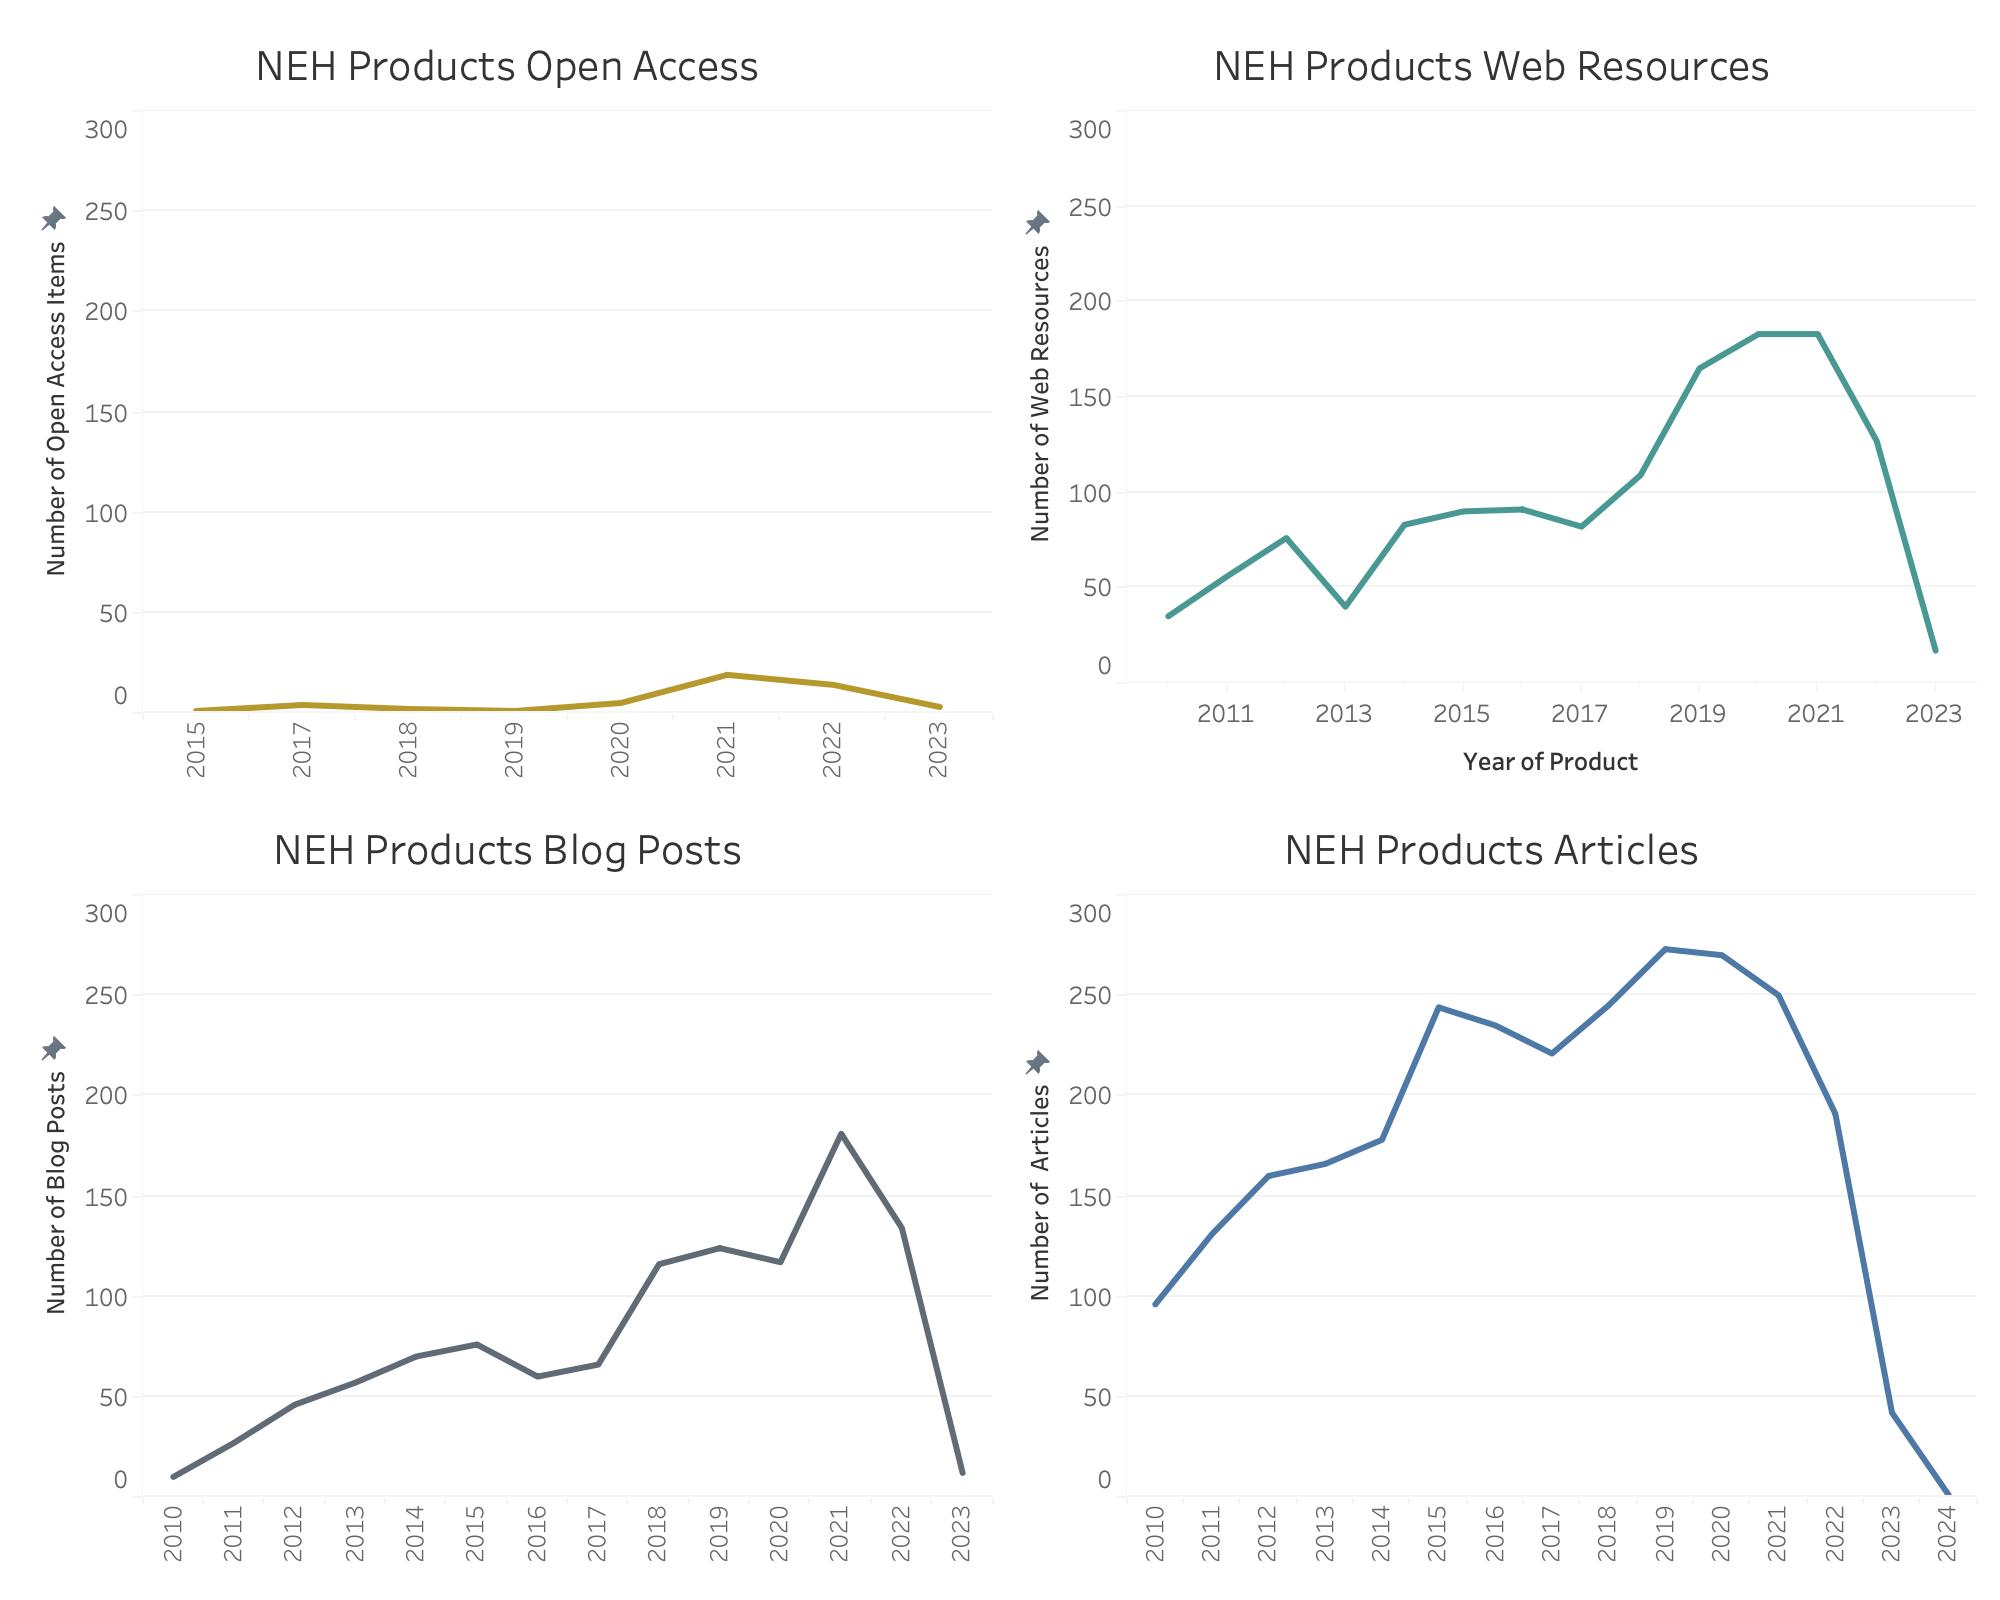 NEH Products Open Access
300
250
200
150
100
50
0
Number of Open Access Items
2015 2017 2018 2019 2020 2021 2022 2023
NEH Products Web Resources
300
250
200
150
100
50
0
Number of Web Resources
2011 2013 2015 2017 2019 2021 2023
Year of Product
NEH Products Blog Posts
300
250
200
150
100
50
0
Number of Blog Posts
2010 2011 2012 2013 2014 2015 2016 2017 2018 2019 2020 2021 2022 2023
NEH Products Articles
300
250
200
150
100
50
0
Number of Articles
2010 2011 2012 2013 2014 2015 2016 2017 2018 2019 2020 2021 2022 2023 2024